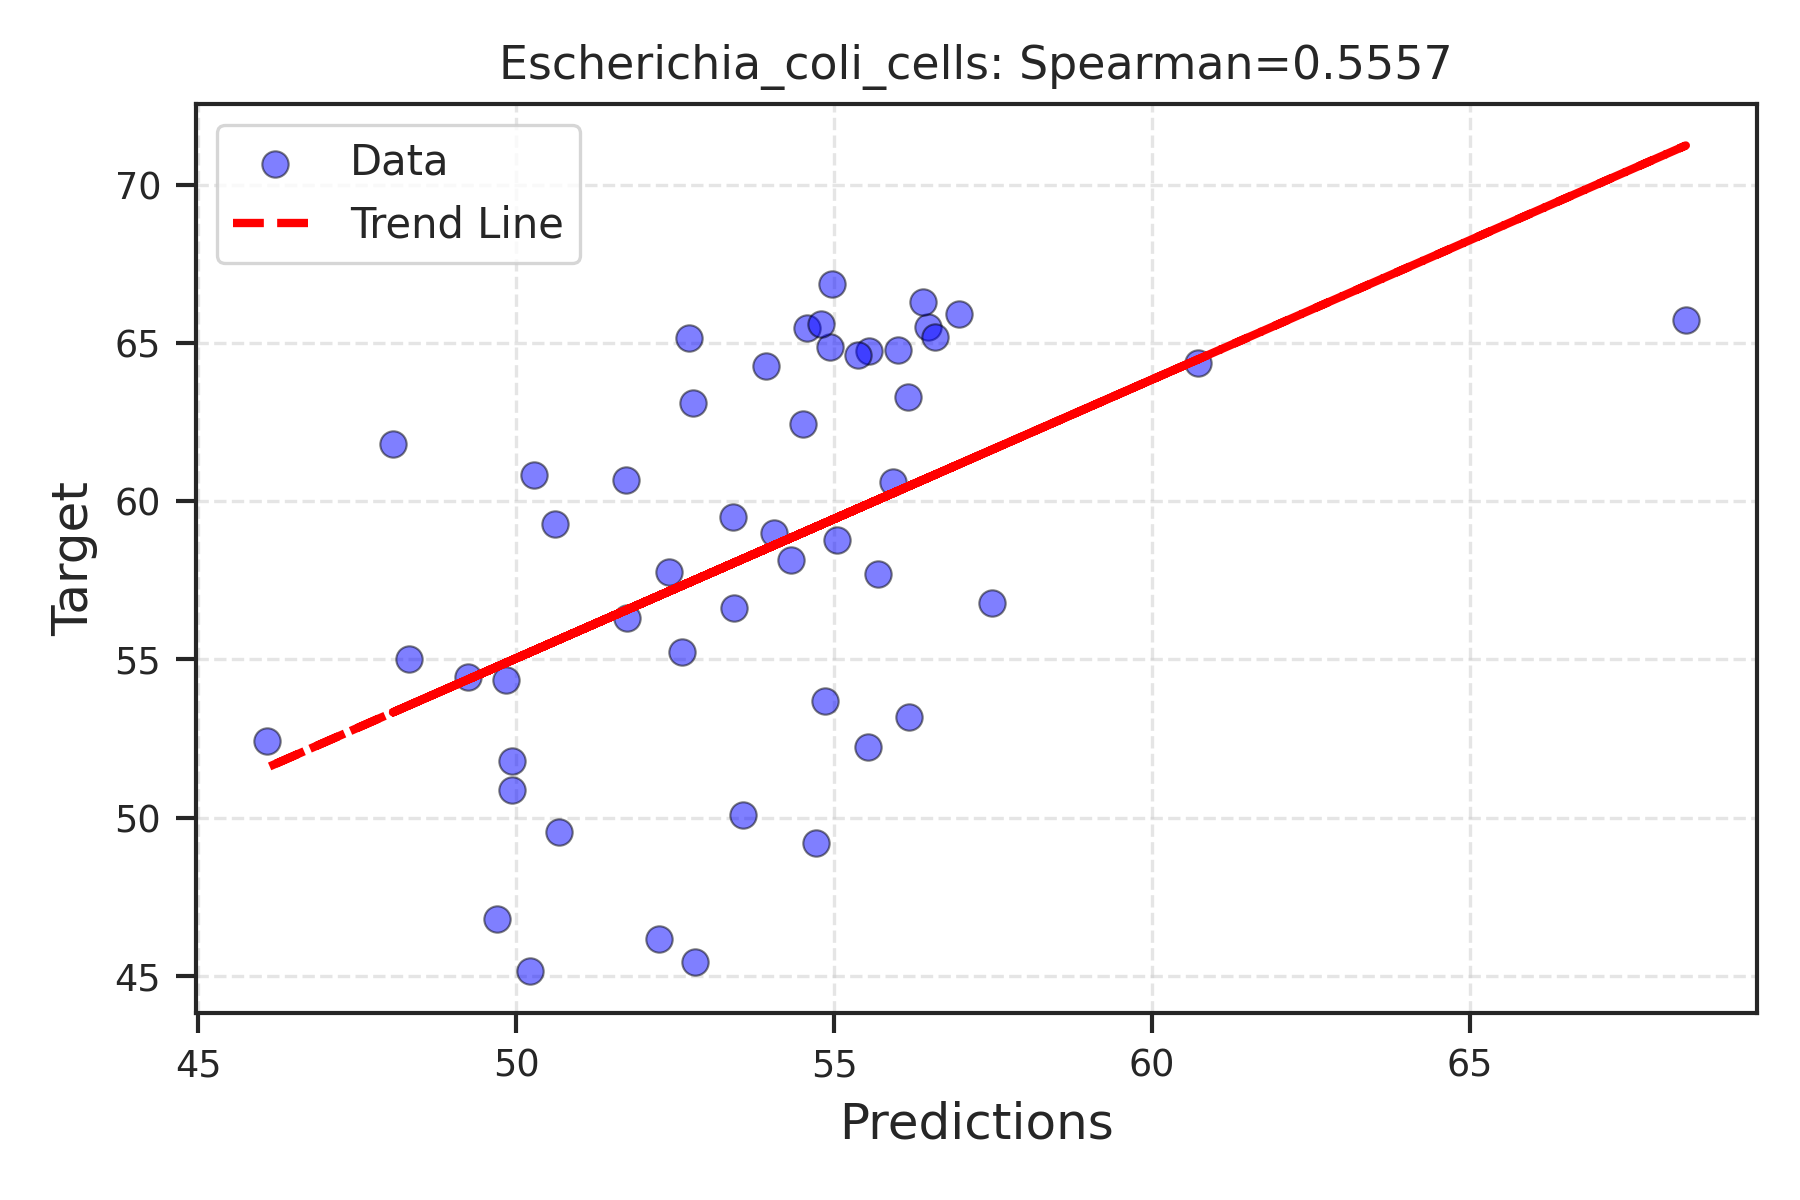 Escherichia_coli_cells: Spearman=0.5557
Data
Trend Line
70
65
60
55
50
45
Target
45
50
55
60
65
Predictions